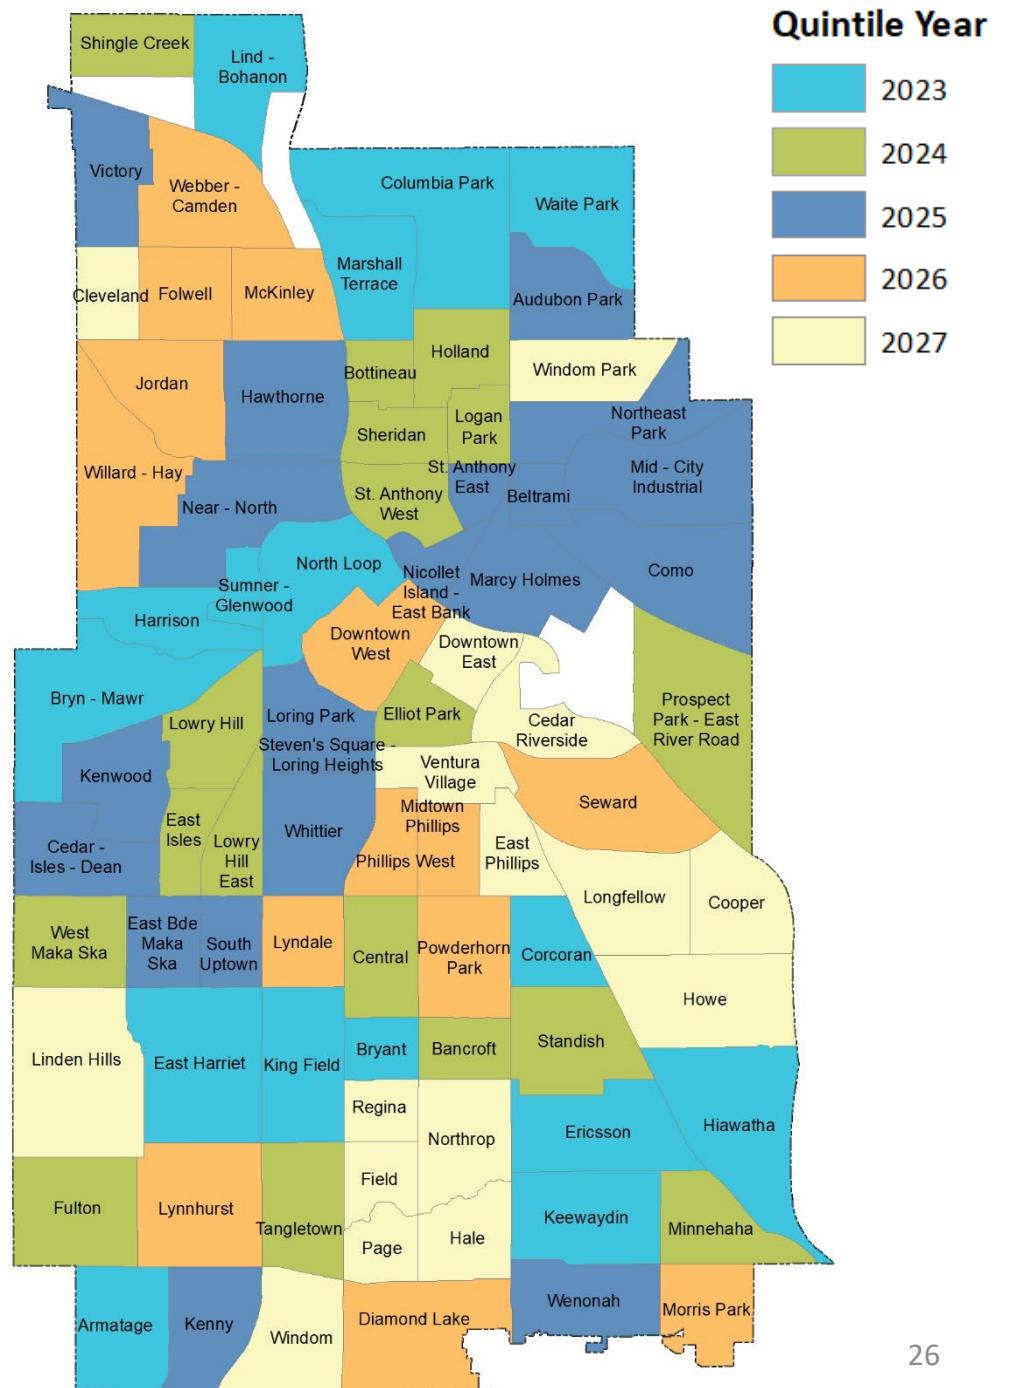 Quintile Year
2023
2024
2025
2026
2027
Shingle Creek
Lind -
Bohanon
Victory
Webber -
Camden
Columbia Park
Waite Park
Marshall
Terrace
Cleveland
Folwell
McKinley
Audubon Park
Holland
Bottineau
Windom Park
Jordan
Hawthorne
Northeast
Park
Logan
Park
Sheridan
Willard - Hay
St. Anthony
East
Mid - City
Industrial
Beltrami
St. Anthony
West
Near - North
North Loop
Nicollet
Island -
East Bank
Marcy Holmes
Como
Sumner -
Glenwood
Harrison
Downtown
West
Downtown
East
Bryn - Mawr
Lowry Hill
Loring Park
Elliot Park
Cedar
Riverside
Prospect
Park - East
River Road
Steven's Square -
Loring Heights
Kenwood
Ventura
Village
Seward
Midtown
Phillips
East
Isles
Whittier
Cedar -
Isles - Dean
Lowry
Hill
East
Phillips West
East
Phillips
Longfellow
Cooper
West
Maka Ska
East Bde
Maka
Ska
South
Uptown
Lyndale
Central
Powderhorn
Park
Corcoran
Howe
Linden Hills
East Harriet
King Field
Bryant
Bancroft
Standish
Regina
Northrop
Ericsson
Hiawatha
Field
Fulton
Lynnhurst
Tangletown
Page
Hale
Keewaydin
Minnehaha
Armatage
Kenny
Windom
Diamond Lake
Wenonah
Morris Park
26